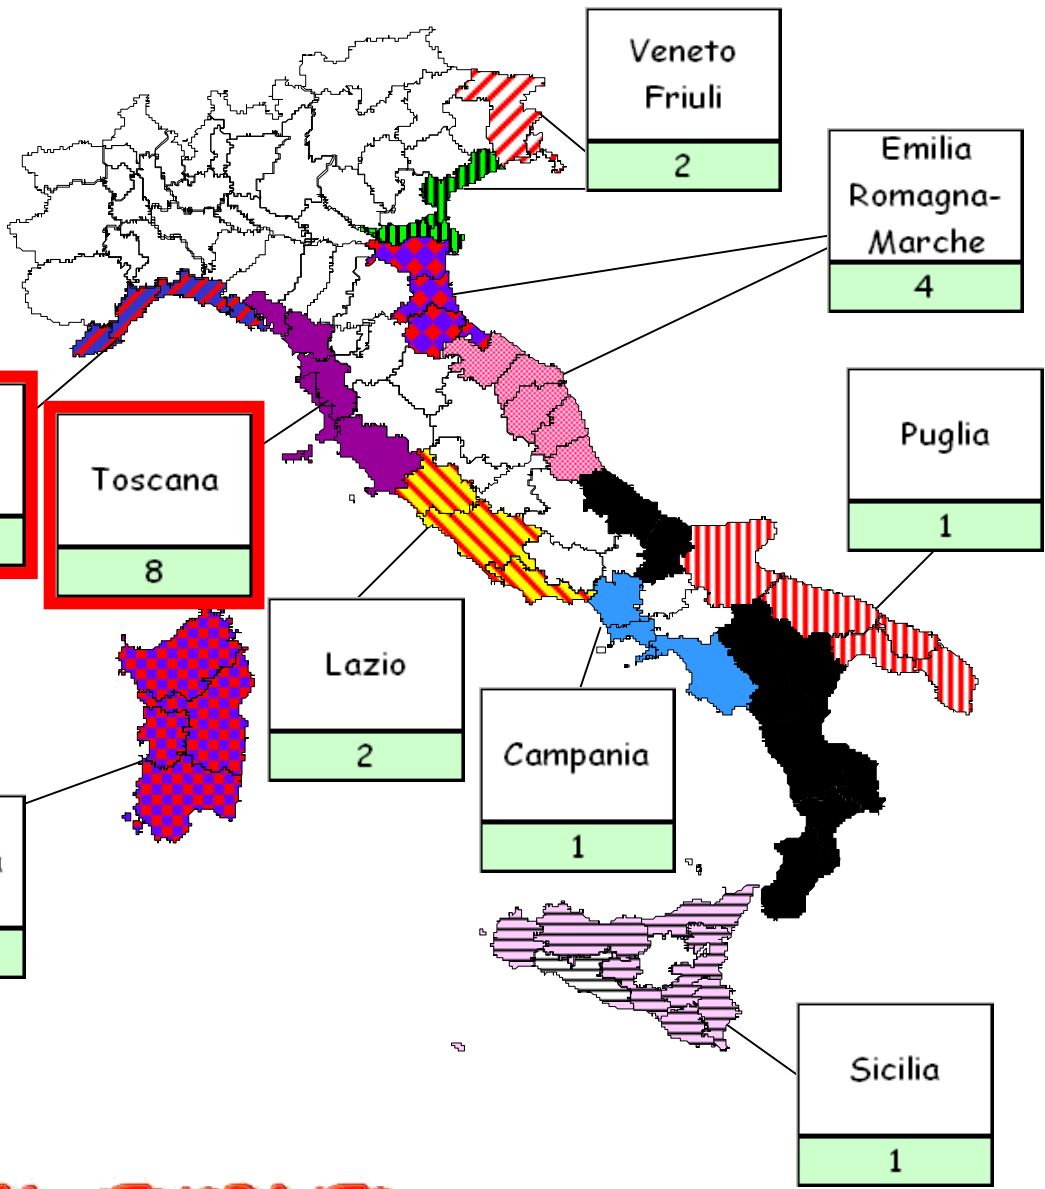 Veneto
Friuli
2
Emilia
Romagna-
Marche
4
Puglia
1
Toscana
8
Lazio
2
Campania
1
Sicilia
1